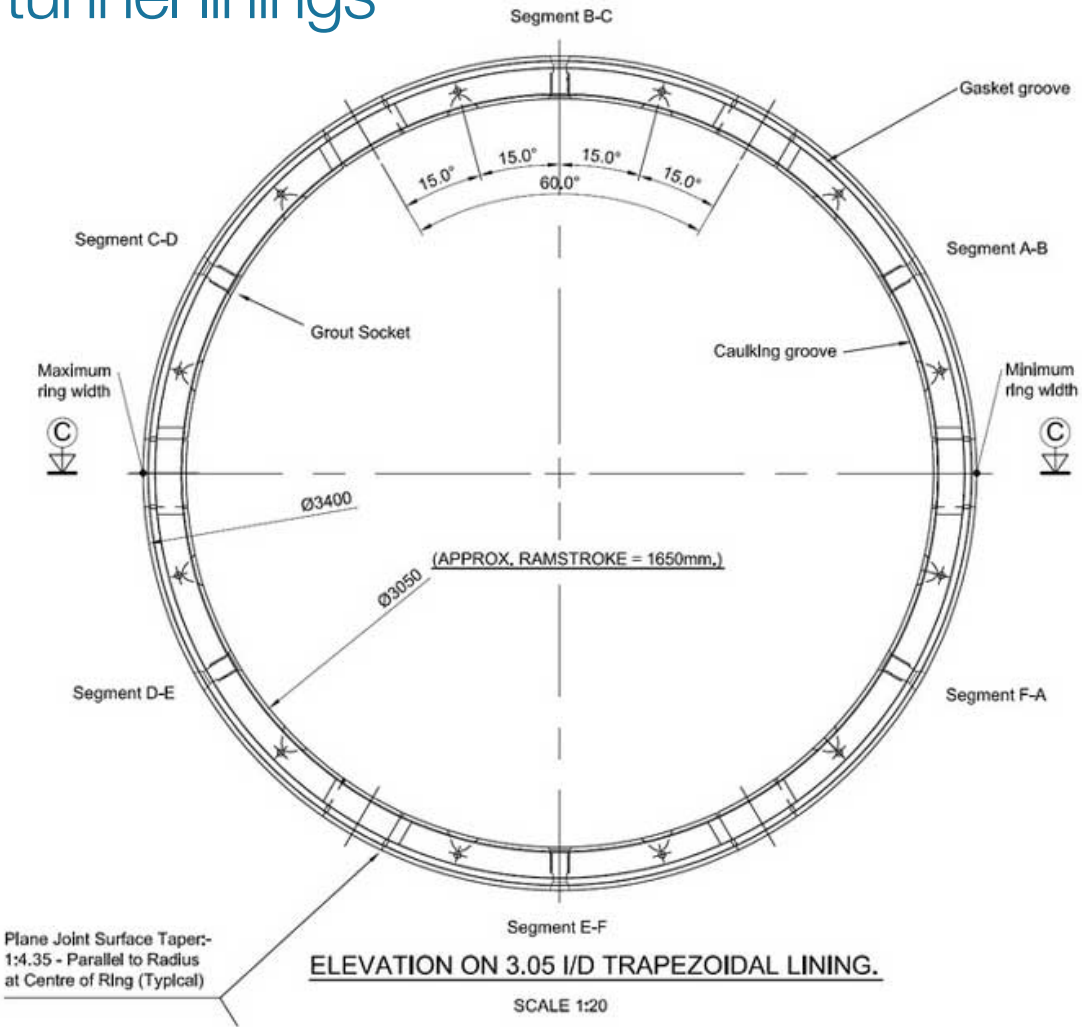 tunnel linings
Segment B-C
Gasket groove
15.0°
15.0°
15.0°
15.0°
60.0°
Segment C-D
Segment A-B
Grout Socket
Caulking groove
Maximum
ring width
Minimum
ring width
C
C
Ø3400
(APPROX. RAMSTROKE = 1650mm.)
Ø3050
Segment D-E
Segment F-A
Segment E-F
Plane Joint Surface Taper:-
1:4.35 - Parallel to Radius
at Centre of Ring (Typical)
ELEVATION ON 3.05 I/D TRAPEZOIDAL LINING.
SCALE 1:20